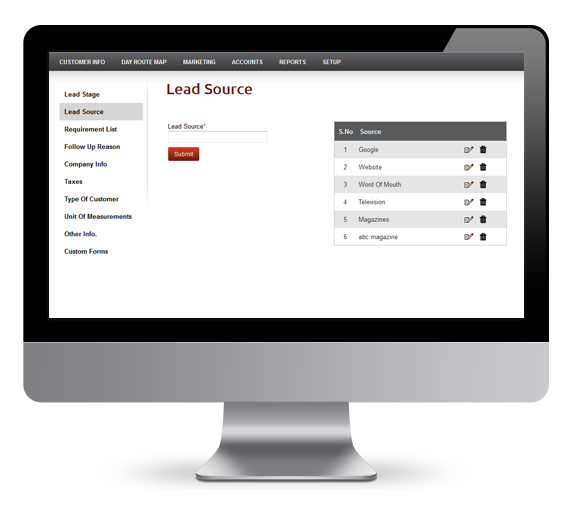 CUSTOMER INFO DAY ROUTE MAP MARKETING ACCOUNTS REPORTS SETUP
Lead Source
Lead Stage
Lead Source
Requirement List
Follow Up Reason
Company Info
Taxes
Type Of Customer
Unit Of Measurements
Other Info.
Custom Forms
Lead Source*
Submit
S.No Source
1 Google
2 Website
3 Word Of Mouth
4 Television
5 Magazines
6 abc magazine